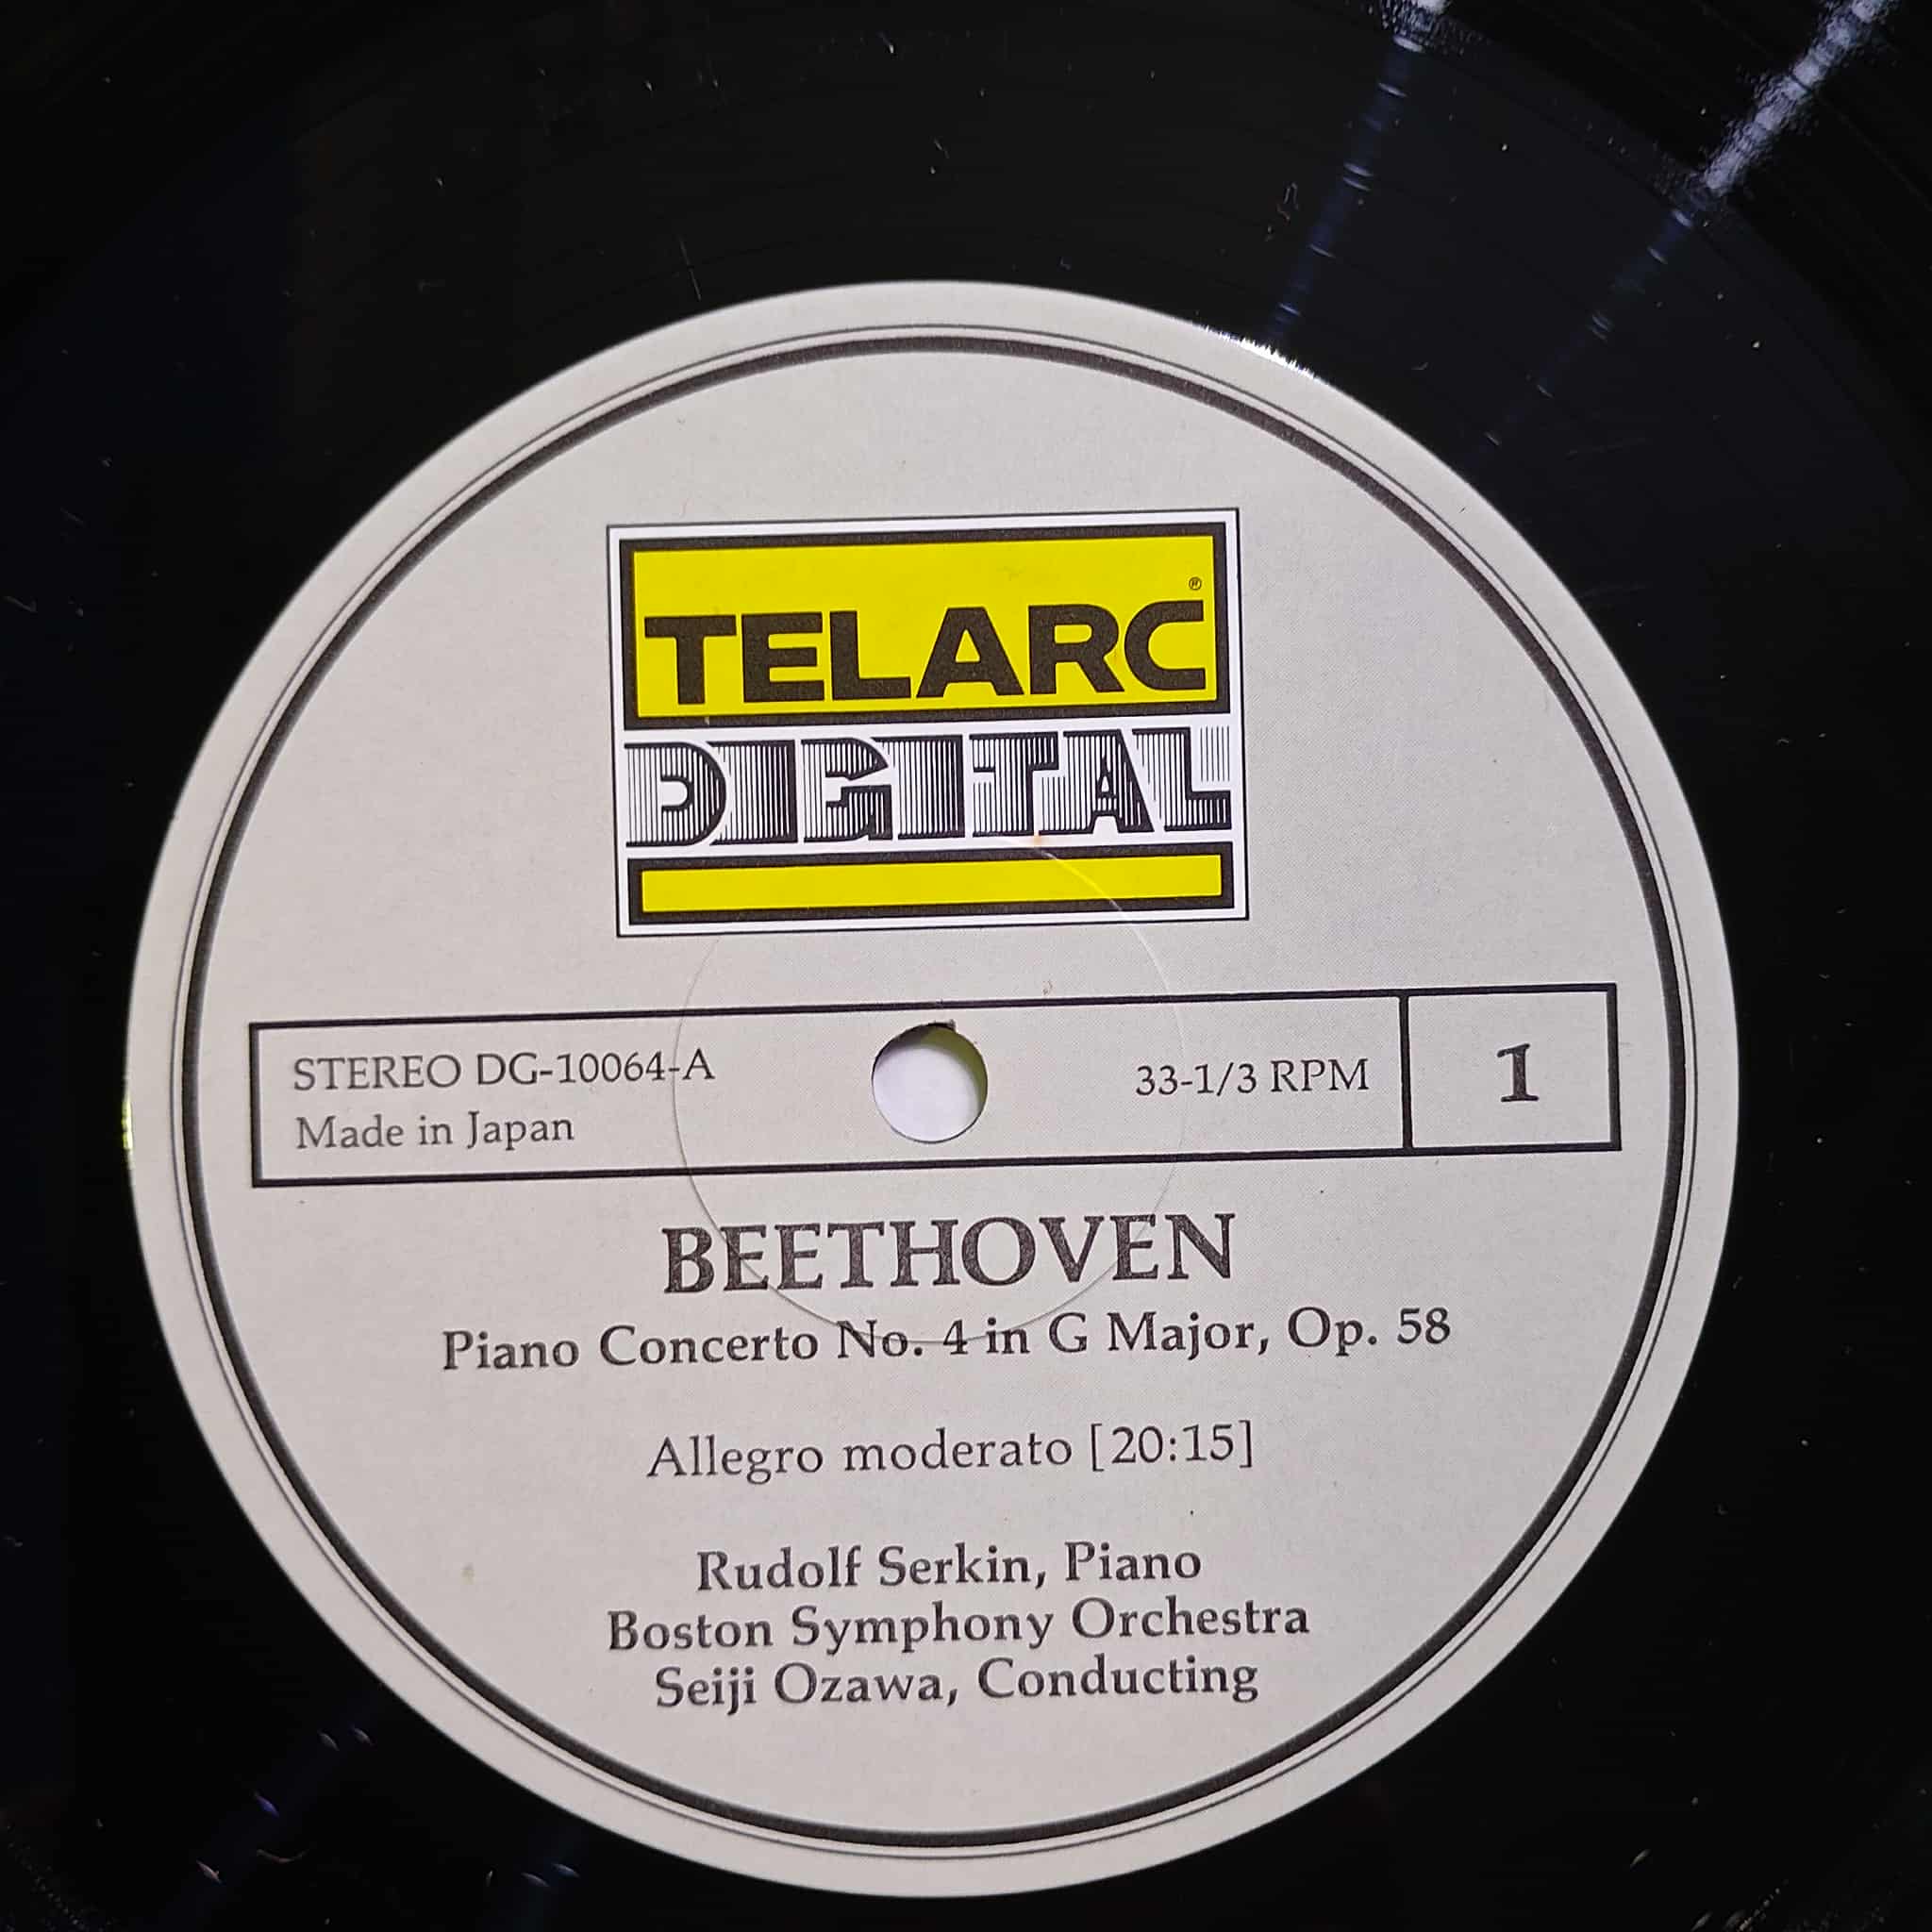 TELARC®
DIGITAL
STEREO DG-10064-A
Made in Japan
33-1/3 RPM
1
BEETHOVEN
Piano Concerto No. 4 in G Major, Op. 58
Allegro moderato [20:15]
Rudolf Serkin, Piano
Boston Symphony Orchestra
Seiji Ozawa, Conducting